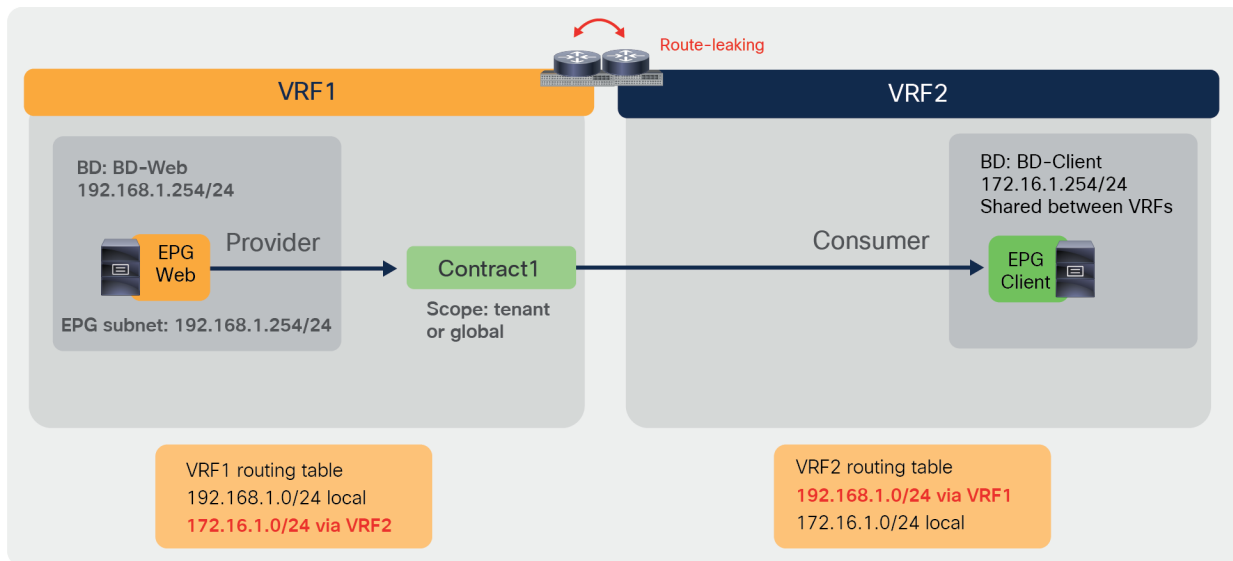 Route-leaking
VRF1
VRF2
BD: BD-Web
192.168.1.254/24
EPG
Web
EPG subnet: 192.168.1.254/24
Provider
Contract1
Scope: tenant
or global
Consumer
BD: BD-Client
172.16.1.254/24
Shared between VRFs
EPG
Client
VRF1 routing table
192.168.1.0/24 local
172.16.1.0/24 via VRF2
VRF2 routing table
192.168.1.0/24 via VRF1
172.16.1.0/24 local